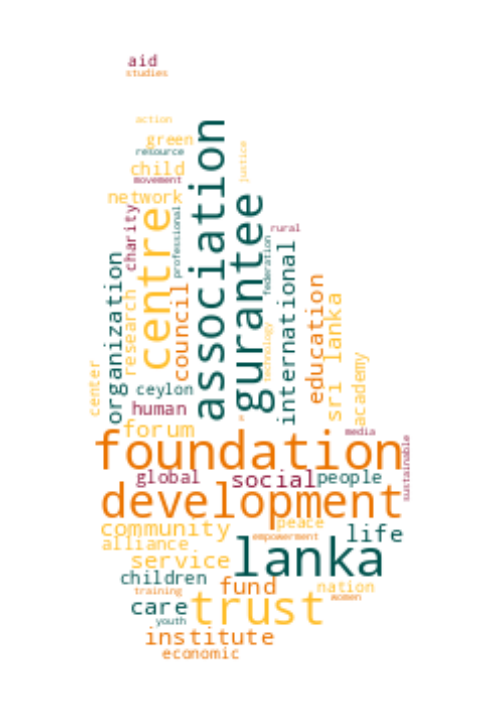 aid
studies
action
green
resource
child
movement
network
justice
association
centre
charity
professional
gurantee
rural
federation
international
organization
research
council
technology
education
sri lanka
academy
center
ceylon
human
forum
media
foundation
sustainable
global
social
people
development
community
peace
empowerment
life
alliance
service
lanka
children
fund
nation
training
women
care
trust
youth
institute
economic